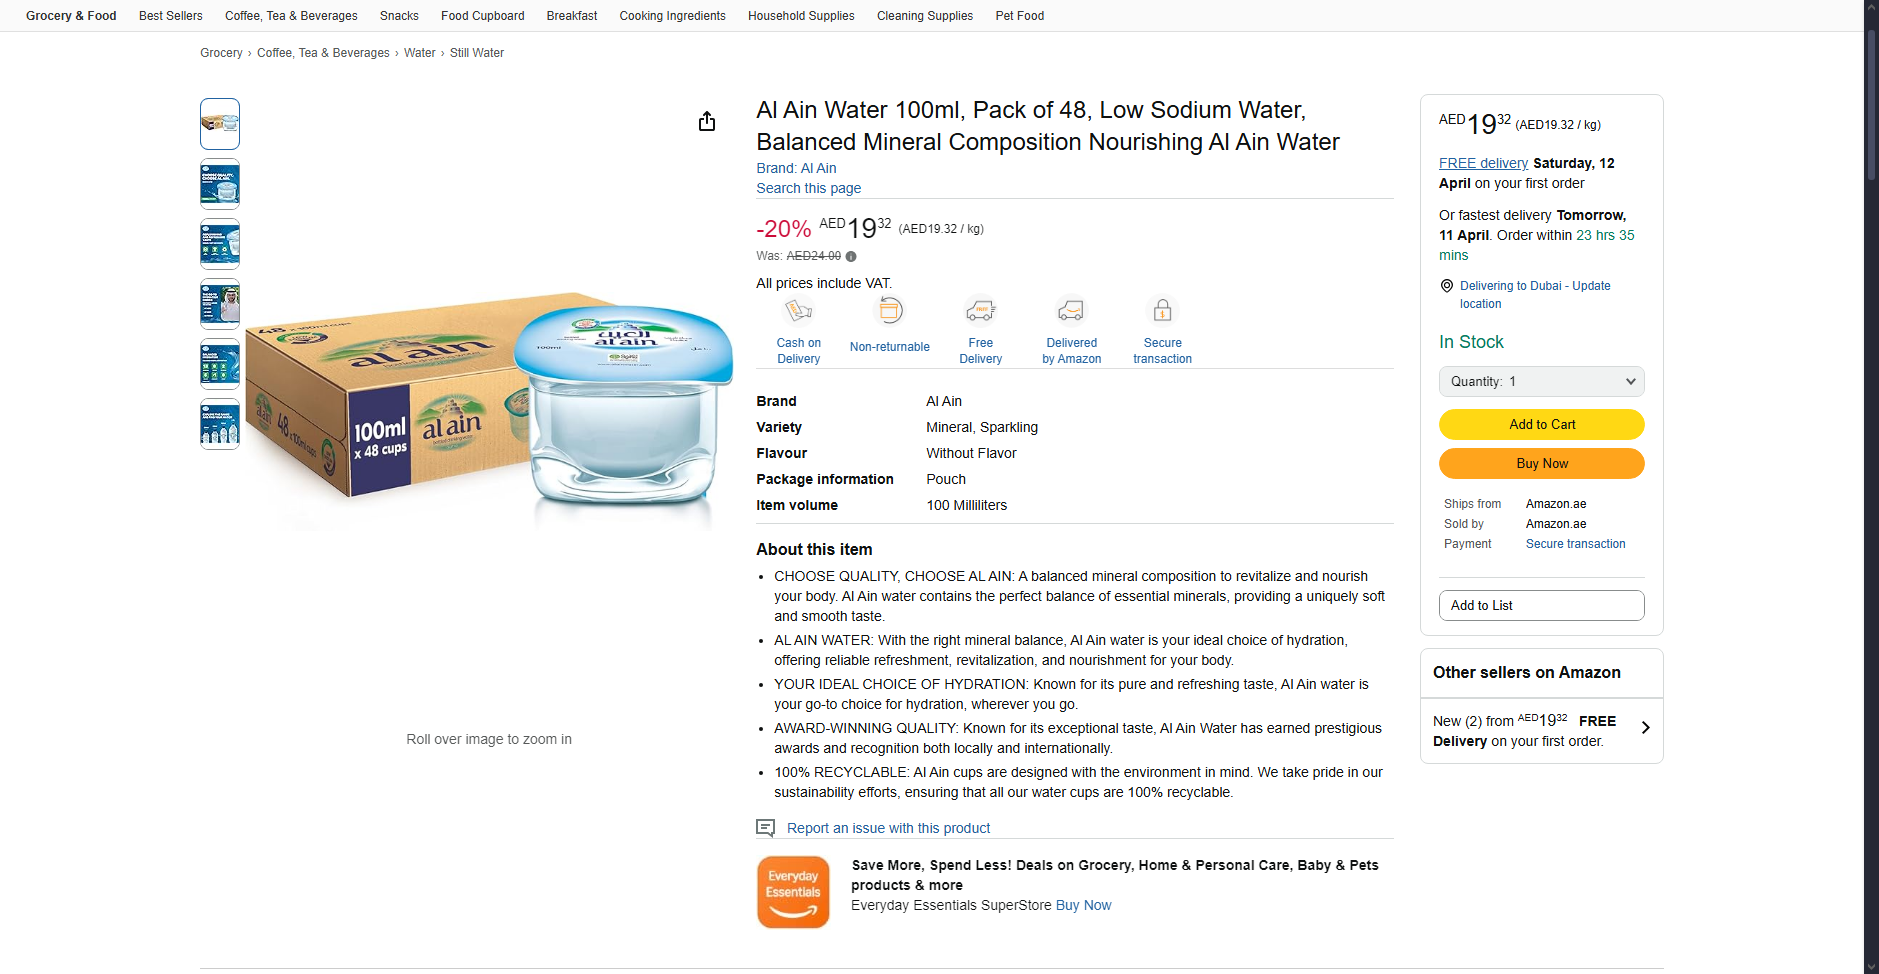 Grocery & Food
Best Sellers
Coffee, Tea & Beverages
Snacks
Food Cupboard
Breakfast
Cooking Ingredients
Household Supplies
Cleaning Supplies
Pet Food
Grocery › Coffee, Tea & Beverages › Water › Still Water
48 x 100ml cups
al ain
100ml
x 48 cups
al ain
48 x 100ml cups
العين
al ain
100ml
Roll over image to zoom in
Al Ain Water 100ml, Pack of 48, Low Sodium Water,
Balanced Mineral Composition Nourishing Al Ain Water
Brand: Al Ain
Search this page
-20% AED19 32 (AED19.32 / kg)
Was: AED24.00
All prices include VAT.
Cash on
Delivery
Non-returnable
Free
Delivery
Delivered
by Amazon
Secure
transaction
Brand Al Ain
Variety Mineral, Sparkling
Flavour Without Flavor
Package information Pouch
Item volume 100 Milliliters
About this item
• CHOOSE QUALITY, CHOOSE AL AIN: A balanced mineral composition to revitalize and nourish
your body. Al Ain water contains the perfect balance of essential minerals, providing a uniquely soft
and smooth taste.
• AL AIN WATER: With the right mineral balance, Al Ain water is your ideal choice of hydration,
offering reliable refreshment, revitalization, and nourishment for your body.
• YOUR IDEAL CHOICE OF HYDRATION: Known for its pure and refreshing taste, Al Ain water is
your go-to choice for hydration, wherever you go.
• AWARD-WINNING QUALITY: Known for its exceptional taste, Al Ain Water has earned prestigious
awards and recognition both locally and internationally.
• 100% RECYCLABLE: Al Ain cups are designed with the environment in mind. We take pride in our
sustainability efforts, ensuring that all our water cups are 100% recyclable.
Report an issue with this product
Everyday
Essentials
Save More, Spend Less! Deals on Grocery, Home & Personal Care, Baby & Pets
products & more
Everyday Essentials SuperStore Buy Now
AED19 32 (AED19.32 / kg)
FREE delivery Saturday, 12
April on your first order
Or fastest delivery Tomorrow,
11 April. Order within 23 hrs 35
mins
Delivering to Dubai - Update
location
In Stock
Quantity: 1
Add to Cart
Buy Now
Ships from Amazon.ae
Sold by Amazon.ae
Payment Secure transaction
Add to List
Other sellers on Amazon
New (2) from AED19 32 FREE
Delivery on your first order.